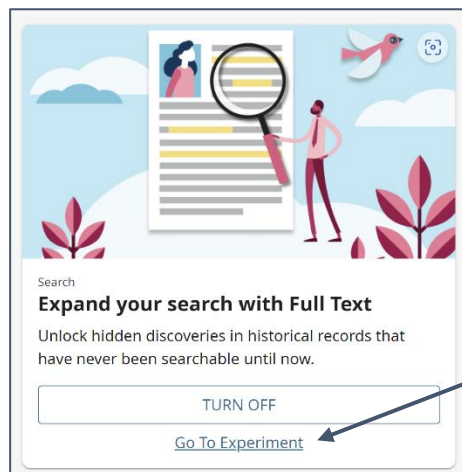 Search
Expand your search with Full Text
Unlock hidden discoveries in historical records that
have never been searchable until now.
TURN OFF
Go To Experiment